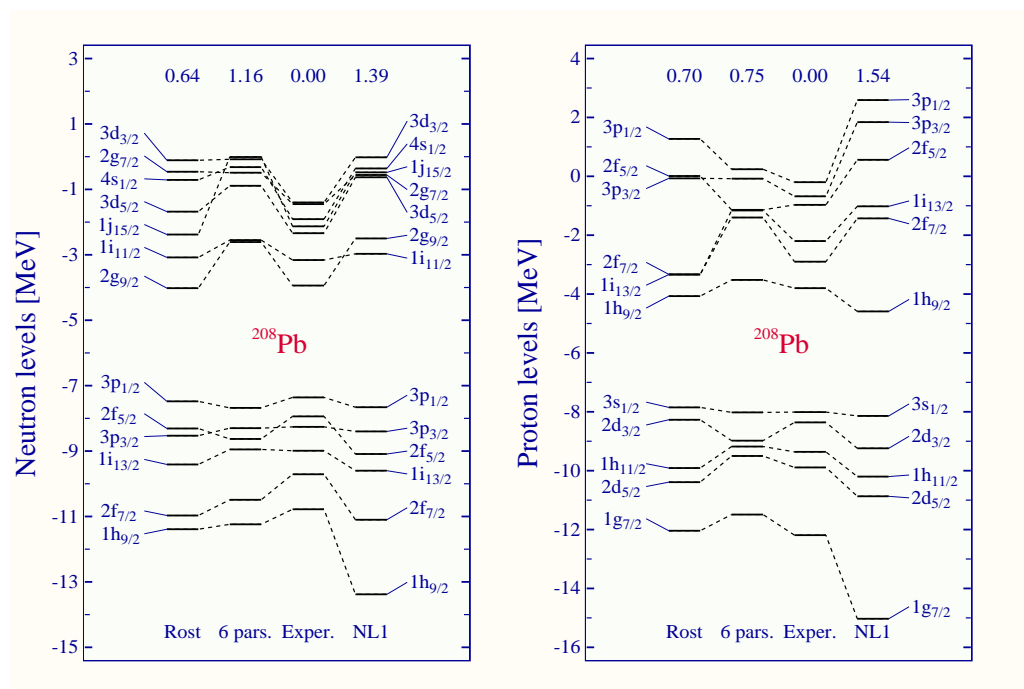 Neutron levels [MeV]
3
1
-1
-3
-5
-7
-9
-11
-13
-15
0.64 1.16 0.00 1.39
3d3/2
2g7/2
4s1/2
3d5/2
1j15/2
1i11/2
2g9/2
3p1/2
2f5/2
3p3/2
1i13/2
2f7/2
1h9/2
3d3/2
4s1/2
1j15/2
2g7/2
3d5/2
2g9/2
1i11/2
3p1/2
3p3/2
2f5/2
1i13/2
2f7/2
1h9/2
208Pb
Rost 6 pars. Exper. NL1
Proton levels [MeV]
4
2
0
-2
-4
-6
-8
-10
-12
-14
-16
0.70 0.75 0.00 1.54
3p1/2
2f5/2
3p3/2
2f7/2
1i13/2
1h9/2
3s1/2
2d3/2
1h11/2
2d5/2
1g7/2
3p1/2
3p3/2
2f5/2
1i13/2
2f7/2
1h9/2
3s1/2
2d3/2
1h11/2
2d5/2
1g7/2
208Pb
Rost 6 pars. Exper. NL1